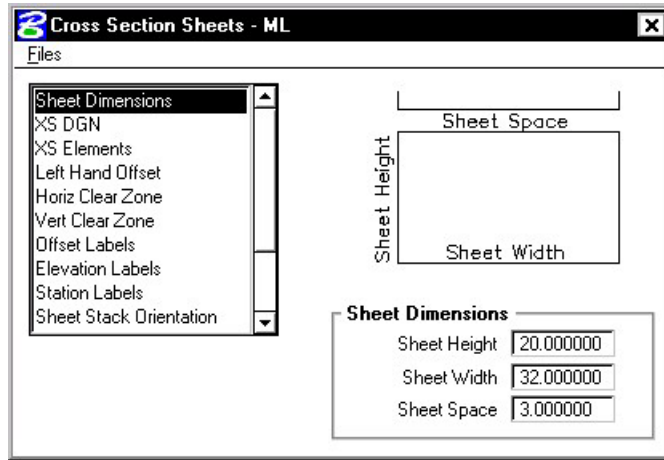 Cross Section Sheets - ML
Files
Sheet Dimensions
XS DGN
XS Elements
Left Hand Offset
Horiz Clear Zone
Vert Clear Zone
Offset Labels
Elevation Labels
Station Labels
Sheet Stack Orientation
Sheet Space
Sheet Height
Sheet Width
Sheet Dimensions
Sheet Height 20.000000
Sheet Width 32.000000
Sheet Space 3.000000